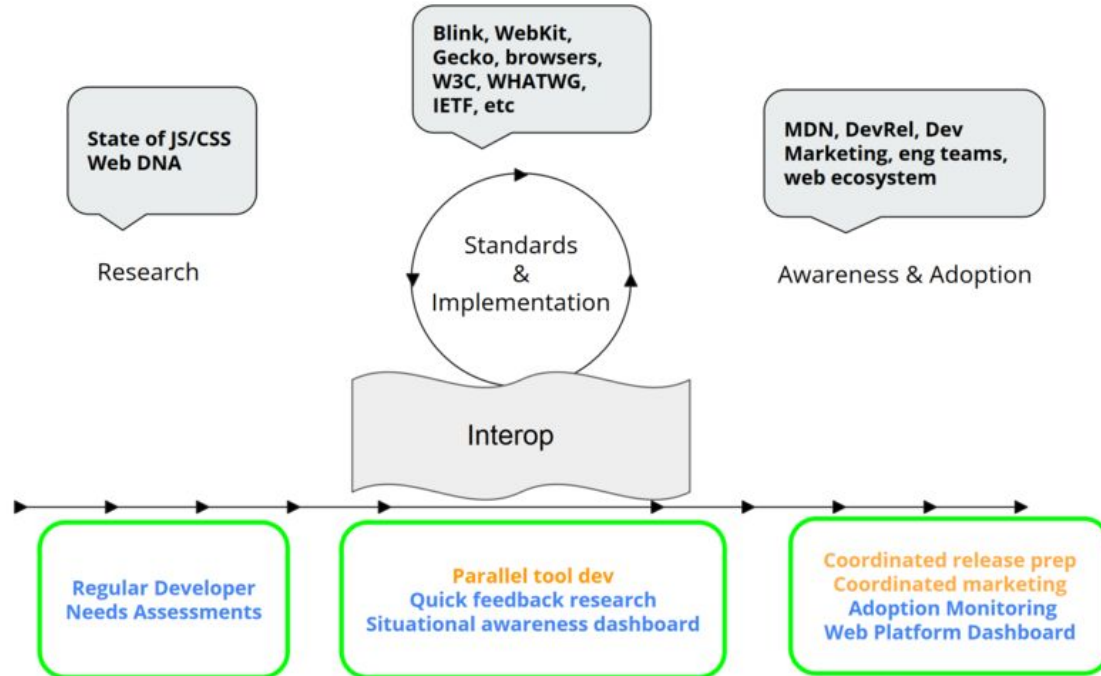 Blink, WebKit,
Gecko, browsers,
W3C, WHATWG,
IETF, etc
State of JS/CSS
Web DNA
MDN, DevRel, Dev
Marketing, eng teams,
web ecosystem
Research
Standards
&
Implementation
Awareness & Adoption
Interop
Regular Developer
Needs Assessments
Parallel tool dev
Quick feedback research
Situational awareness dashboard
Coordinated release prep
Coordinated marketing
Adoption Monitoring
Web Platform Dashboard